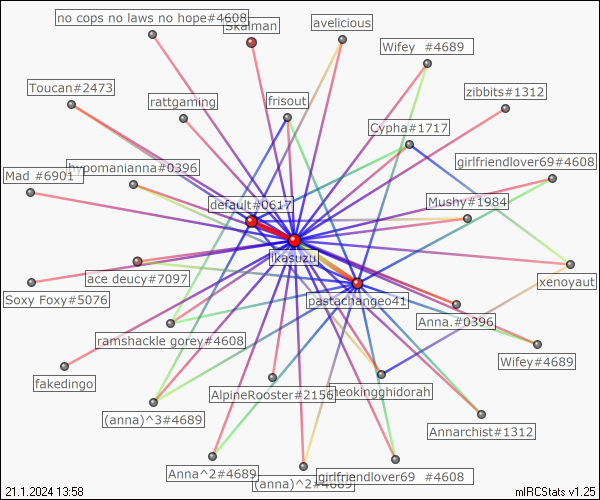 no cops no laws no hope#4608
Skalman
avelicious
Wifey  #4689
Toucan#2473
rattgaming
frisout
zibbits#1312
Cypha#1717
girlfriendlover69#4608
Mad #6901
hypomanianna#0396
default#0617
Mushy#1984
ikasuzu
ace deucy#7097
xenoyaut
Soxy Foxy#5076
pastachangeo41
Anna.#0396
ramshackle gorey#4608
Wifey#4689
fakedingo
AlpineRooster#2156
neokingghidorah
(anna)^3#4689
Annarchist#1312
Anna^2#4689
(anna)^2#4689
girlfriendlover69  #4608
21.1.2024 13:58
mIRCStats v1.25